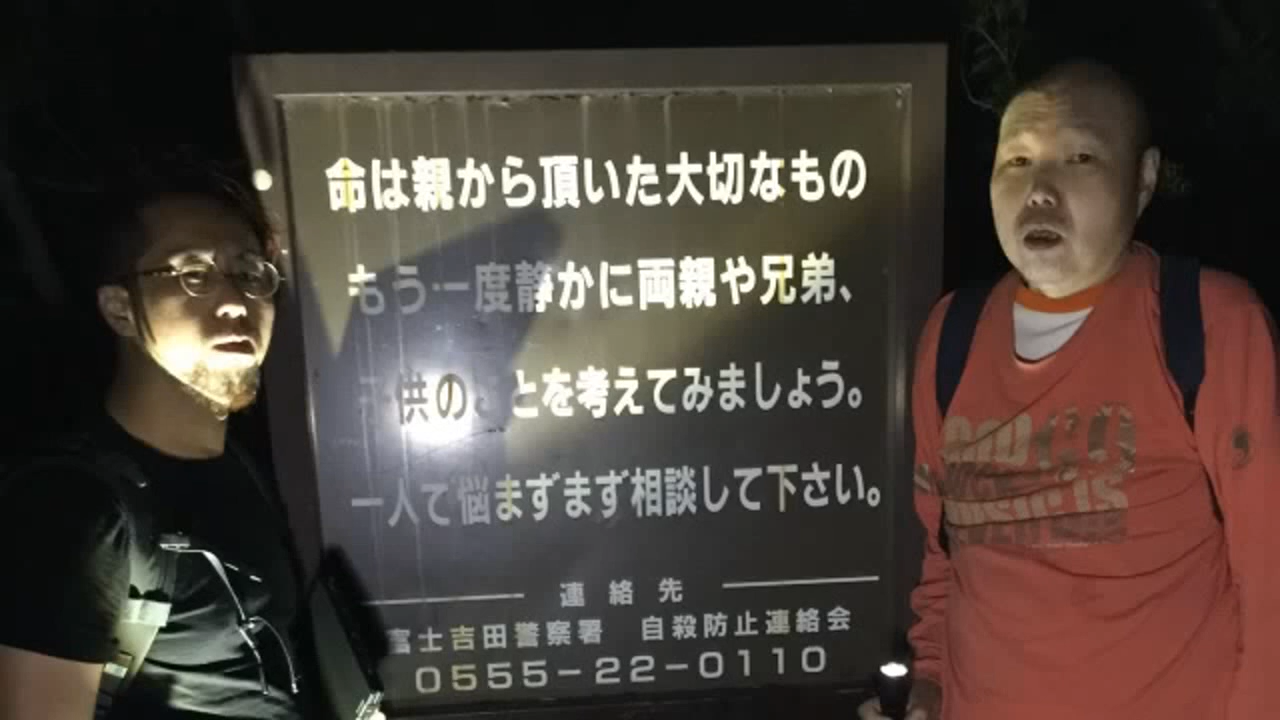 命は親から頂いた大切なもの
もう一度静かに両親や兄弟、
子供のことを考えてみましょう。
一人で悩まずまず相談して下さい。
連絡先
富士吉田警察署 自殺防止連絡会
0555-22-0110